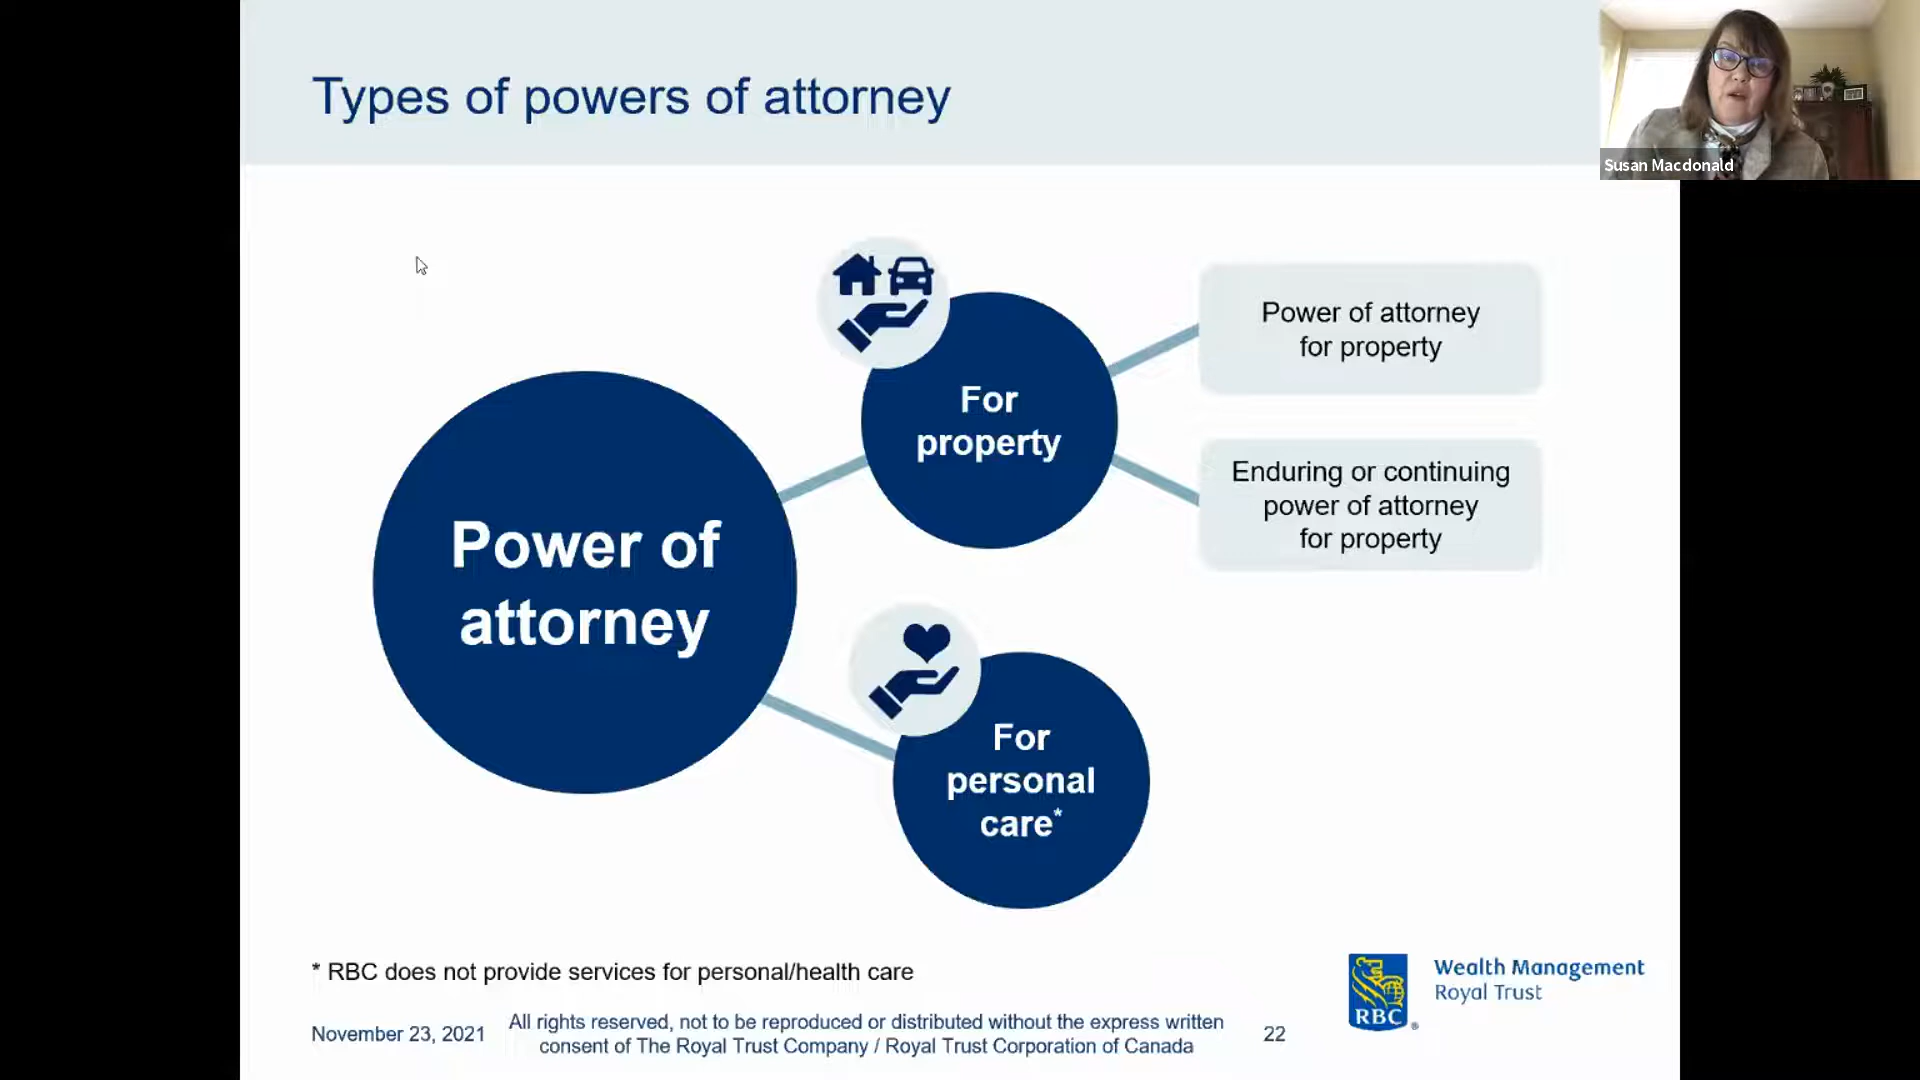 Types of powers of attorney
Susan Macdonald
Power of
attorney
For
property
Power of attorney
for property
Enduring or continuing
power of attorney
for property
For
personal
care*
* RBC does not provide services for personal/health care
November 23, 2021
All rights reserved, not to be reproduced or distributed without the express written
consent of The Royal Trust Company / Royal Trust Corporation of Canada
22
RBC
®
Wealth Management
Royal Trust